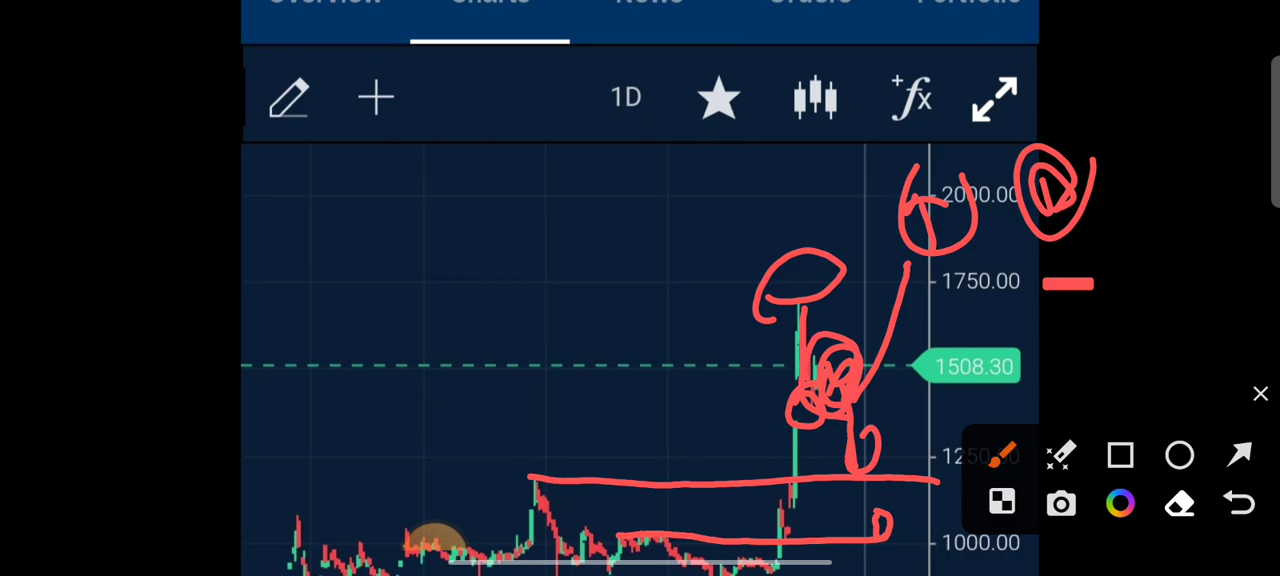 Overview Charts News Orders Portfolio
1D fx
2000.00
1750.00
1508.30
1250.00
1000.00